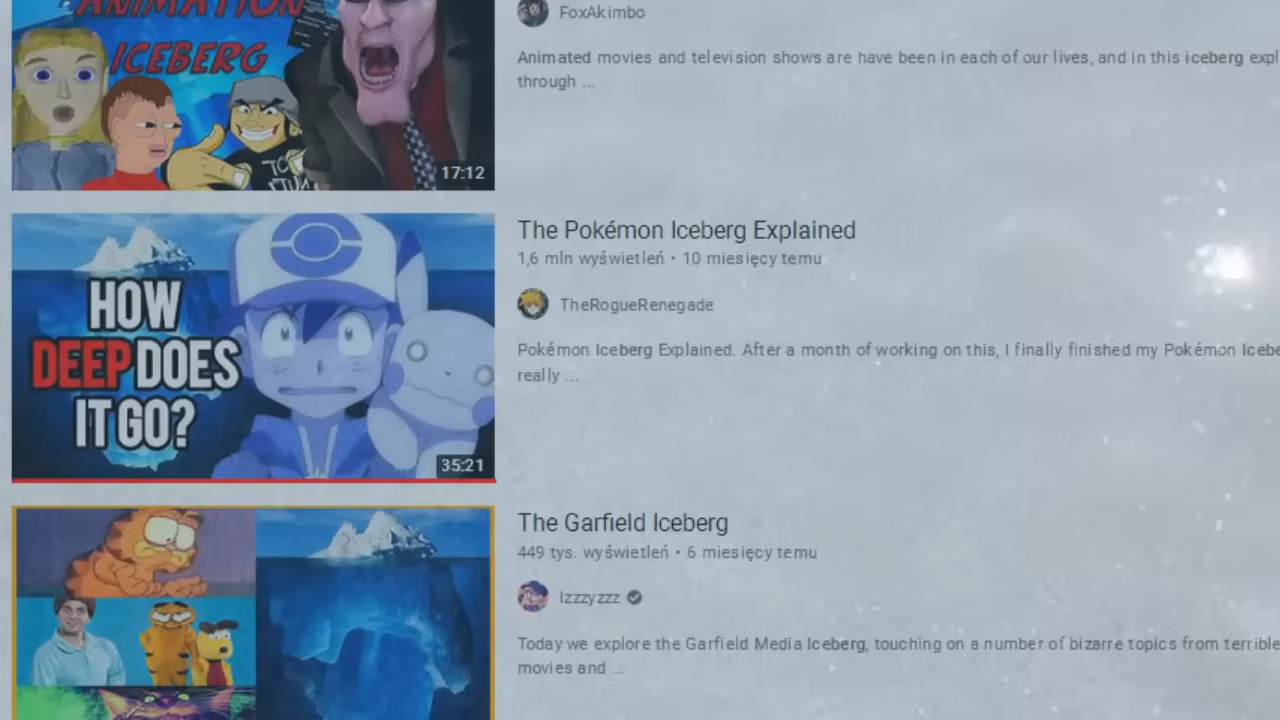 ANIMATION
ICEBERG
17:12
FoxAkimbo
Animated movies and television shows are have been in each of our lives, and in this iceberg expl
through ...
HOW
DEEP DOES
IT GO?
35:21
The Pokémon Iceberg Explained
1,6 mln wyświetleń • 10 miesięcy temu
TheRogueRenegade
Pokémon Iceberg Explained. After a month of working on this, I finally finished my Pokémon Icebe
really ...
The Garfield Iceberg
449 tys. wyświetleń • 6 miesięcy temu
Izzzyzzz
Today we explore the Garfield Media Iceberg, touching on a number of bizarre topics from terrible
movies and ...